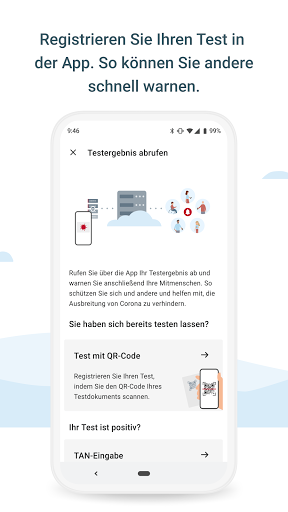 Registrieren Sie Ihren Test in
der App. So können Sie andere
schnell warnen.
9:46
99%
Testergebnis abrufen
Rufen Sie über die App Ihr Testergebnis ab und
warnen Sie anschließend Ihre Mitmenschen. So
schützen Sie sich und andere und helfen mit, die
Ausbreitung von Corona zu verhindern.
Sie haben sich bereits testen lassen?
Test mit QR-Code
Registrieren Sie Ihren Test,
indem Sie den QR-Code Ihres
Testdokuments scannen.
Ihr Test ist positiv?
TAN-Eingabe